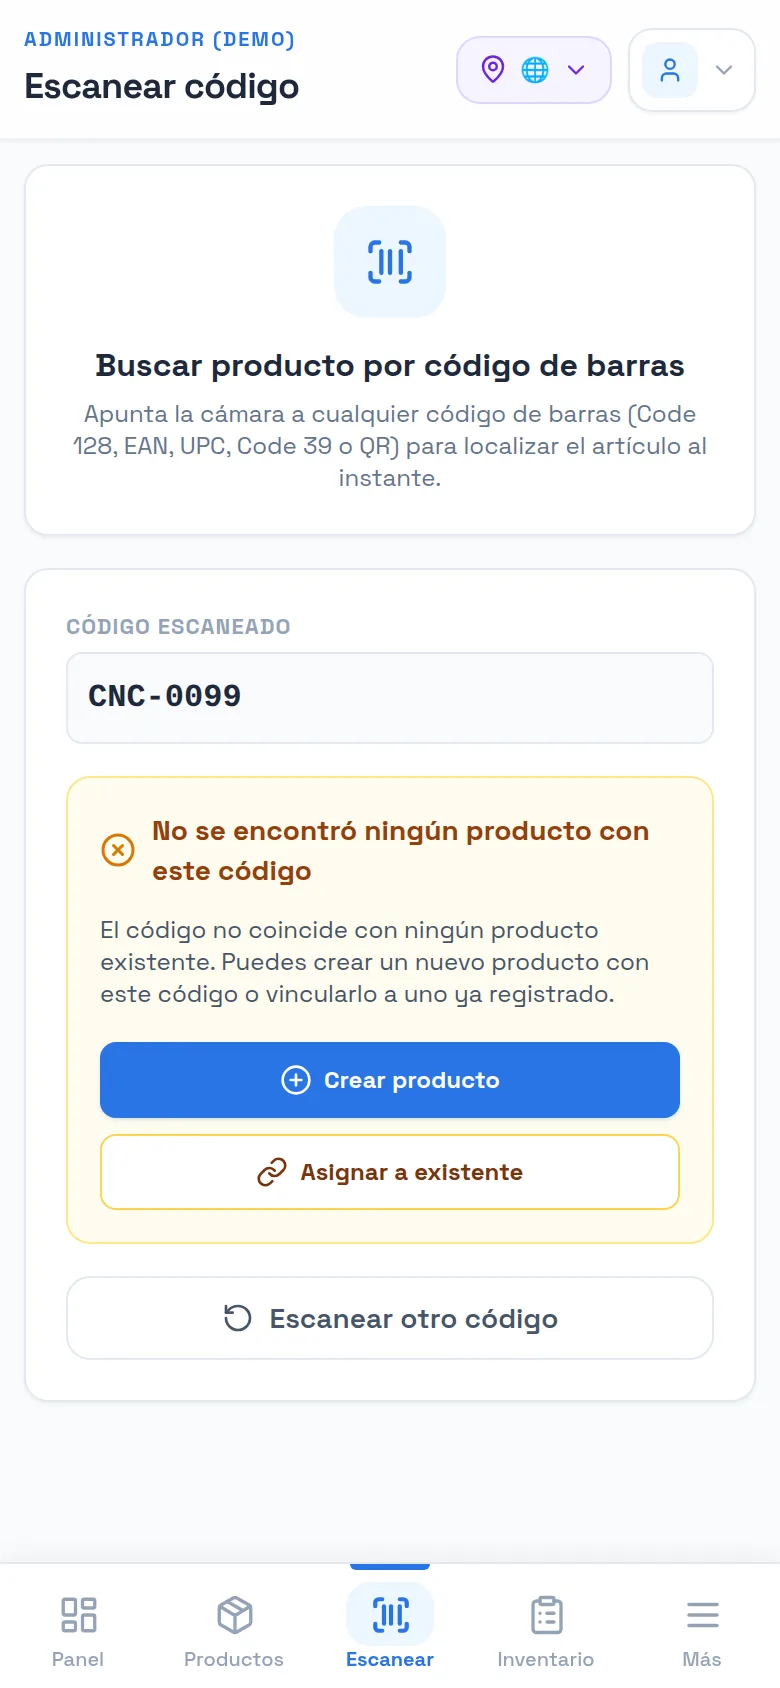 ADMINISTRADOR (DEMO)
Escanear código
Buscar producto por código de barras
Apunta la cámara a cualquier código de barras (Code
128, EAN, UPC, Code 39 o QR) para localizar el artículo al
instante.
CÓDIGO ESCANEADO
CNC-0099
No se encontró ningún producto con
este código
El código no coincide con ningún producto
existente. Puedes crear un nuevo producto con
este código o vincularlo a uno ya registrado.
Crear producto
Asignar a existente
Escanear otro código
Panel
Productos
Escanear
Inventario
Más